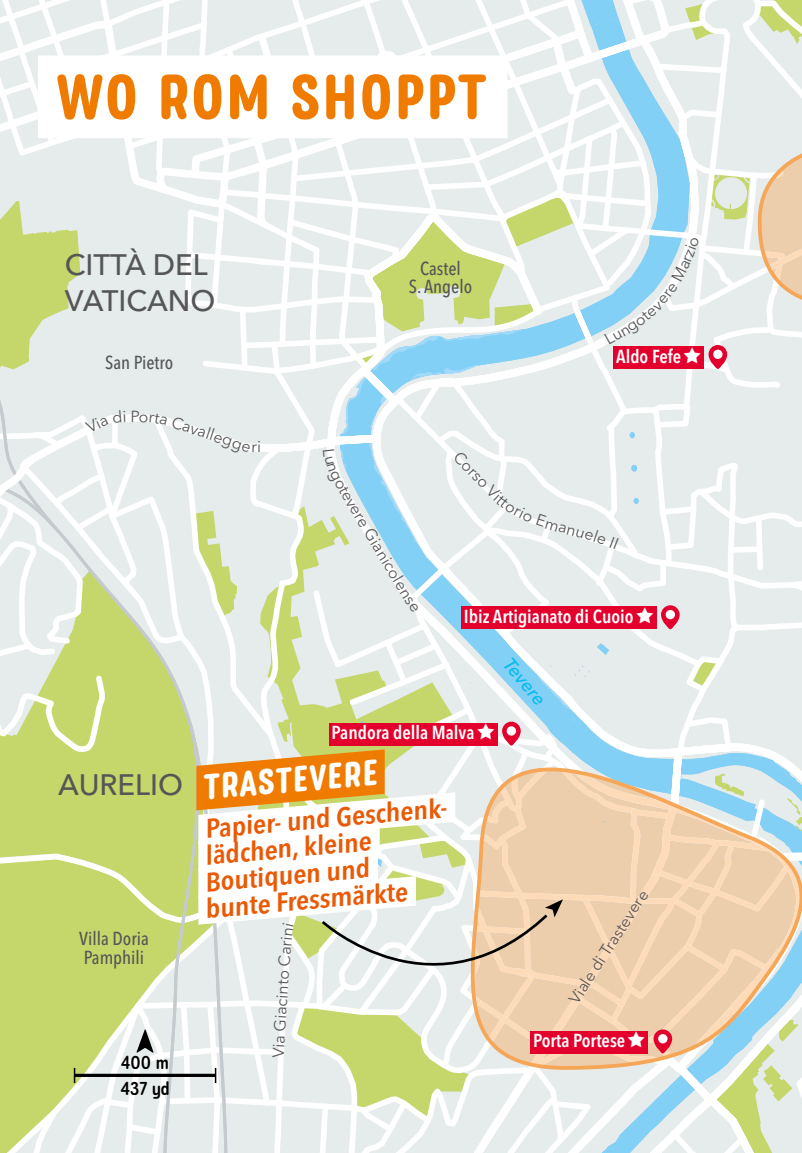 WO ROM SHOPPT
CITTÀ DEL
VATICANO
Castel
S. Angelo
Lungotevere Marzio
Aldo Fefe
San Pietro
Via di Porta Cavalleggeri
Lungotevere Gianicolense
Corso Vittorio Emanuele II
Ibiz Artigianato di Cuoio
Tevere
Pandora della Malva
AURELIO
TRASTEVERE
Papier- und Geschenk-
lädchen, kleine
Boutiquen und
bunte Fressmärkte
Viale di Trastevere
Villa Doria
Pamphili
Via Giacinto Carini
Porta Portese
400 m
437 yd